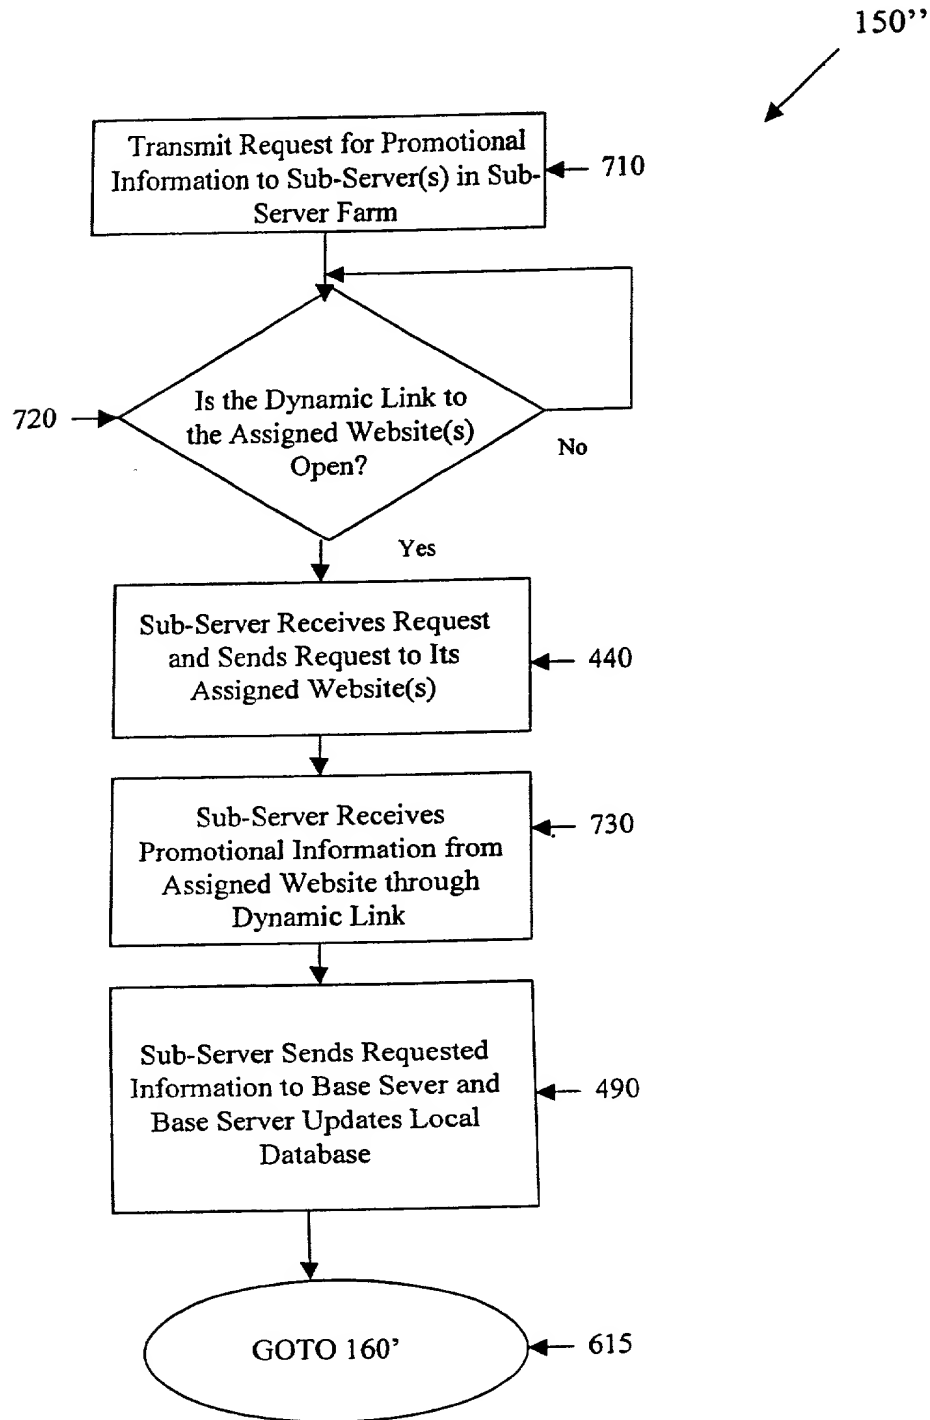 150’’
Transmit Request for Promotional
Information to Sub-Server(s) in Sub-
Server Farm
710
Is the Dynamic Link to
the Assigned Website(s)
Open?
720
No
Yes
Sub-Server Receives Request
and Sends Request to Its
Assigned Website(s)
440
Sub-Server Receives
Promotional Information from
Assigned Website through
Dynamic Link
730
Sub-Server Sends Requested
Information to Base Sever and
Base Server Updates Local
Database
490
GOTO 160’
615